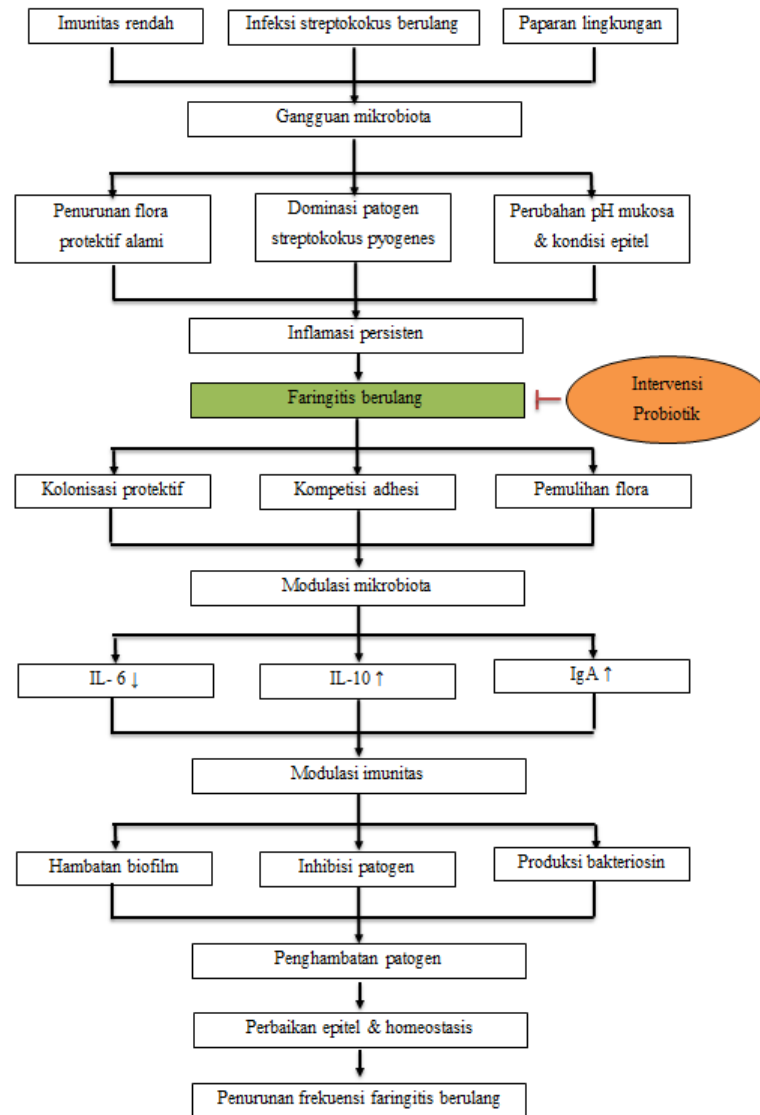 Imunitas rendah
Infeksi streptokokus berulang
Paparan lingkungan
Gangguan mikrobiota
Penurunan flora
protektif alami
Dominasi patogen
streptokokus pyogenes
Perubahan pH mukosa
& kondisi epitel
Inflamasi persisten
Faringitis berulang
Intervensi
Probiotik
Kolonisasi protektif
Kompetisi adhesi
Pemulihan flora
Modulasi mikrobiota
IL- 6 ↓
IL-10 ↑
IgA ↑
Modulasi imunitas
Hambatan biofilm
Inhibisi patogen
Produksi bakteriosin
Penghambatan patogen
Perbaikan epitel & homeostasis
Penurunan frekuensi faringitis berulang